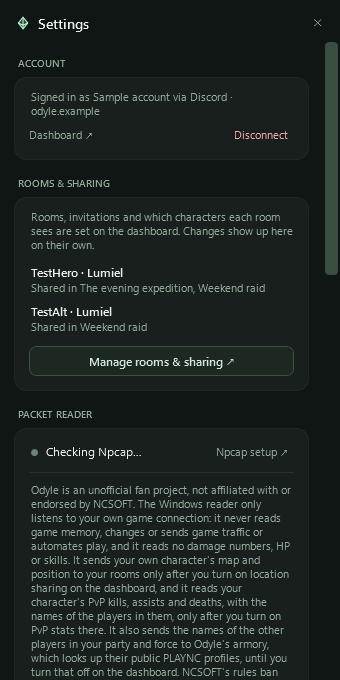 Settings
ACCOUNT
Signed in as Sample account via Discord ·
odyle.example
Dashboard ↗ Disconnect
ROOMS & SHARING
Rooms, invitations and which characters each room
sees are set on the dashboard. Changes show up here
on their own.
TestHero · Lumiel
Shared in The evening expedition, Weekend raid
TestAlt · Lumiel
Shared in Weekend raid
Manage rooms & sharing ↗
PACKET READER
Checking Npcap... Npcap setup ↗
Odyle is an unofficial fan project, not affiliated with or
endorsed by NCSOFT. The Windows reader only
listens to your own game connection: it never reads
game memory, changes or sends game traffic or
automates play, and it reads no damage numbers, HP
or skills. It sends your own character's map and
position to your rooms only after you turn on location
sharing on the dashboard, and it reads your
character's PvP kills, assists and deaths, with the
names of the players in them, only after you turn on
PvP stats there. It also sends the names of the other
players in your party and force to Odyle's armory,
which looks up their public PLAYNC profiles, until you
turn that off on the dashboard. NCSOFT's rules ban